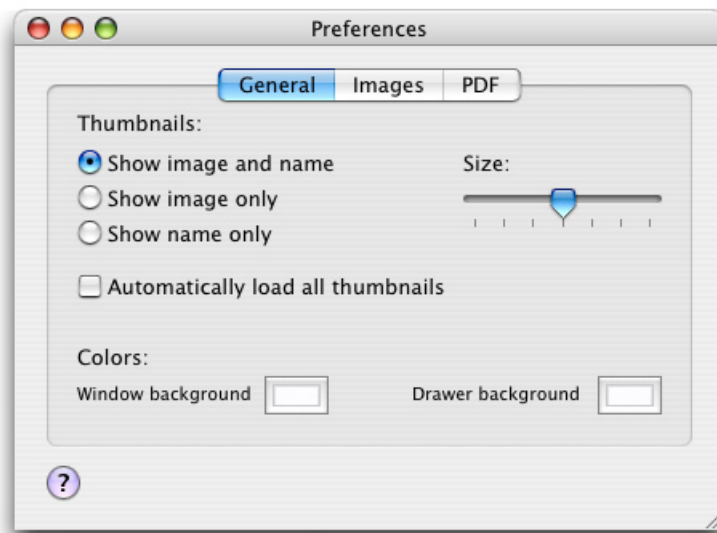 Preferences
General Images PDF
Thumbnails:
Show image and name
Size:
Show image only
Show name only
Automatically load all thumbnails
Colors:
Window background
Drawer background
?